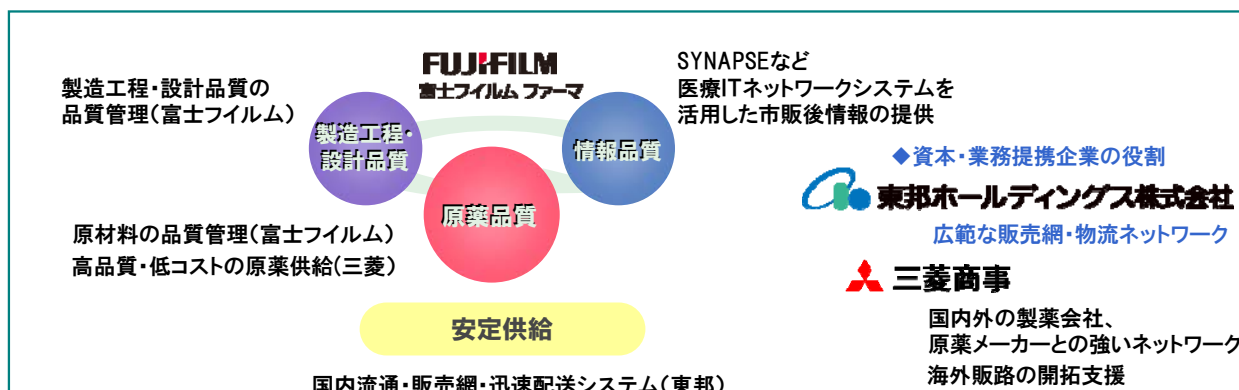 FUJIFILM
富士フイルム ファーマ
製造工程・設計品質の
品質管理(富士フイルム)
SYNAPSEなど
医療ITネットワークシステムを
活用した市販後情報の提供
製造工程・
設計品質
情報品質
原薬品質
原材料の品質管理(富士フイルム)
高品質・低コストの原薬供給(三菱)
安定供給
国内流通・販売網・迅速配送システム(東邦)
◆資本・業務提携企業の役割
東邦ホールディングス株式会社
広範な販売網・物流ネットワーク
三菱商事
国内外の製薬会社、
原薬メーカーとの強いネットワーク
海外販路の開拓支援